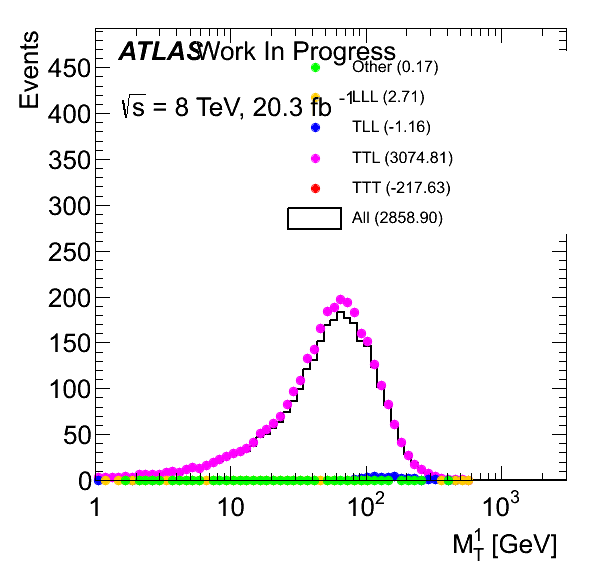 ATLAS Work In Progress
√s = 8 TeV, 20.3 fb -1
Other (0.17)
LLL (2.71)
TLL (-1.16)
TTL (3074.81)
TTT (-217.63)
All (2858.90)
Events
450
400
350
300
250
200
150
100
50
0
1
10
10²
10³
M_T^1 [GeV]